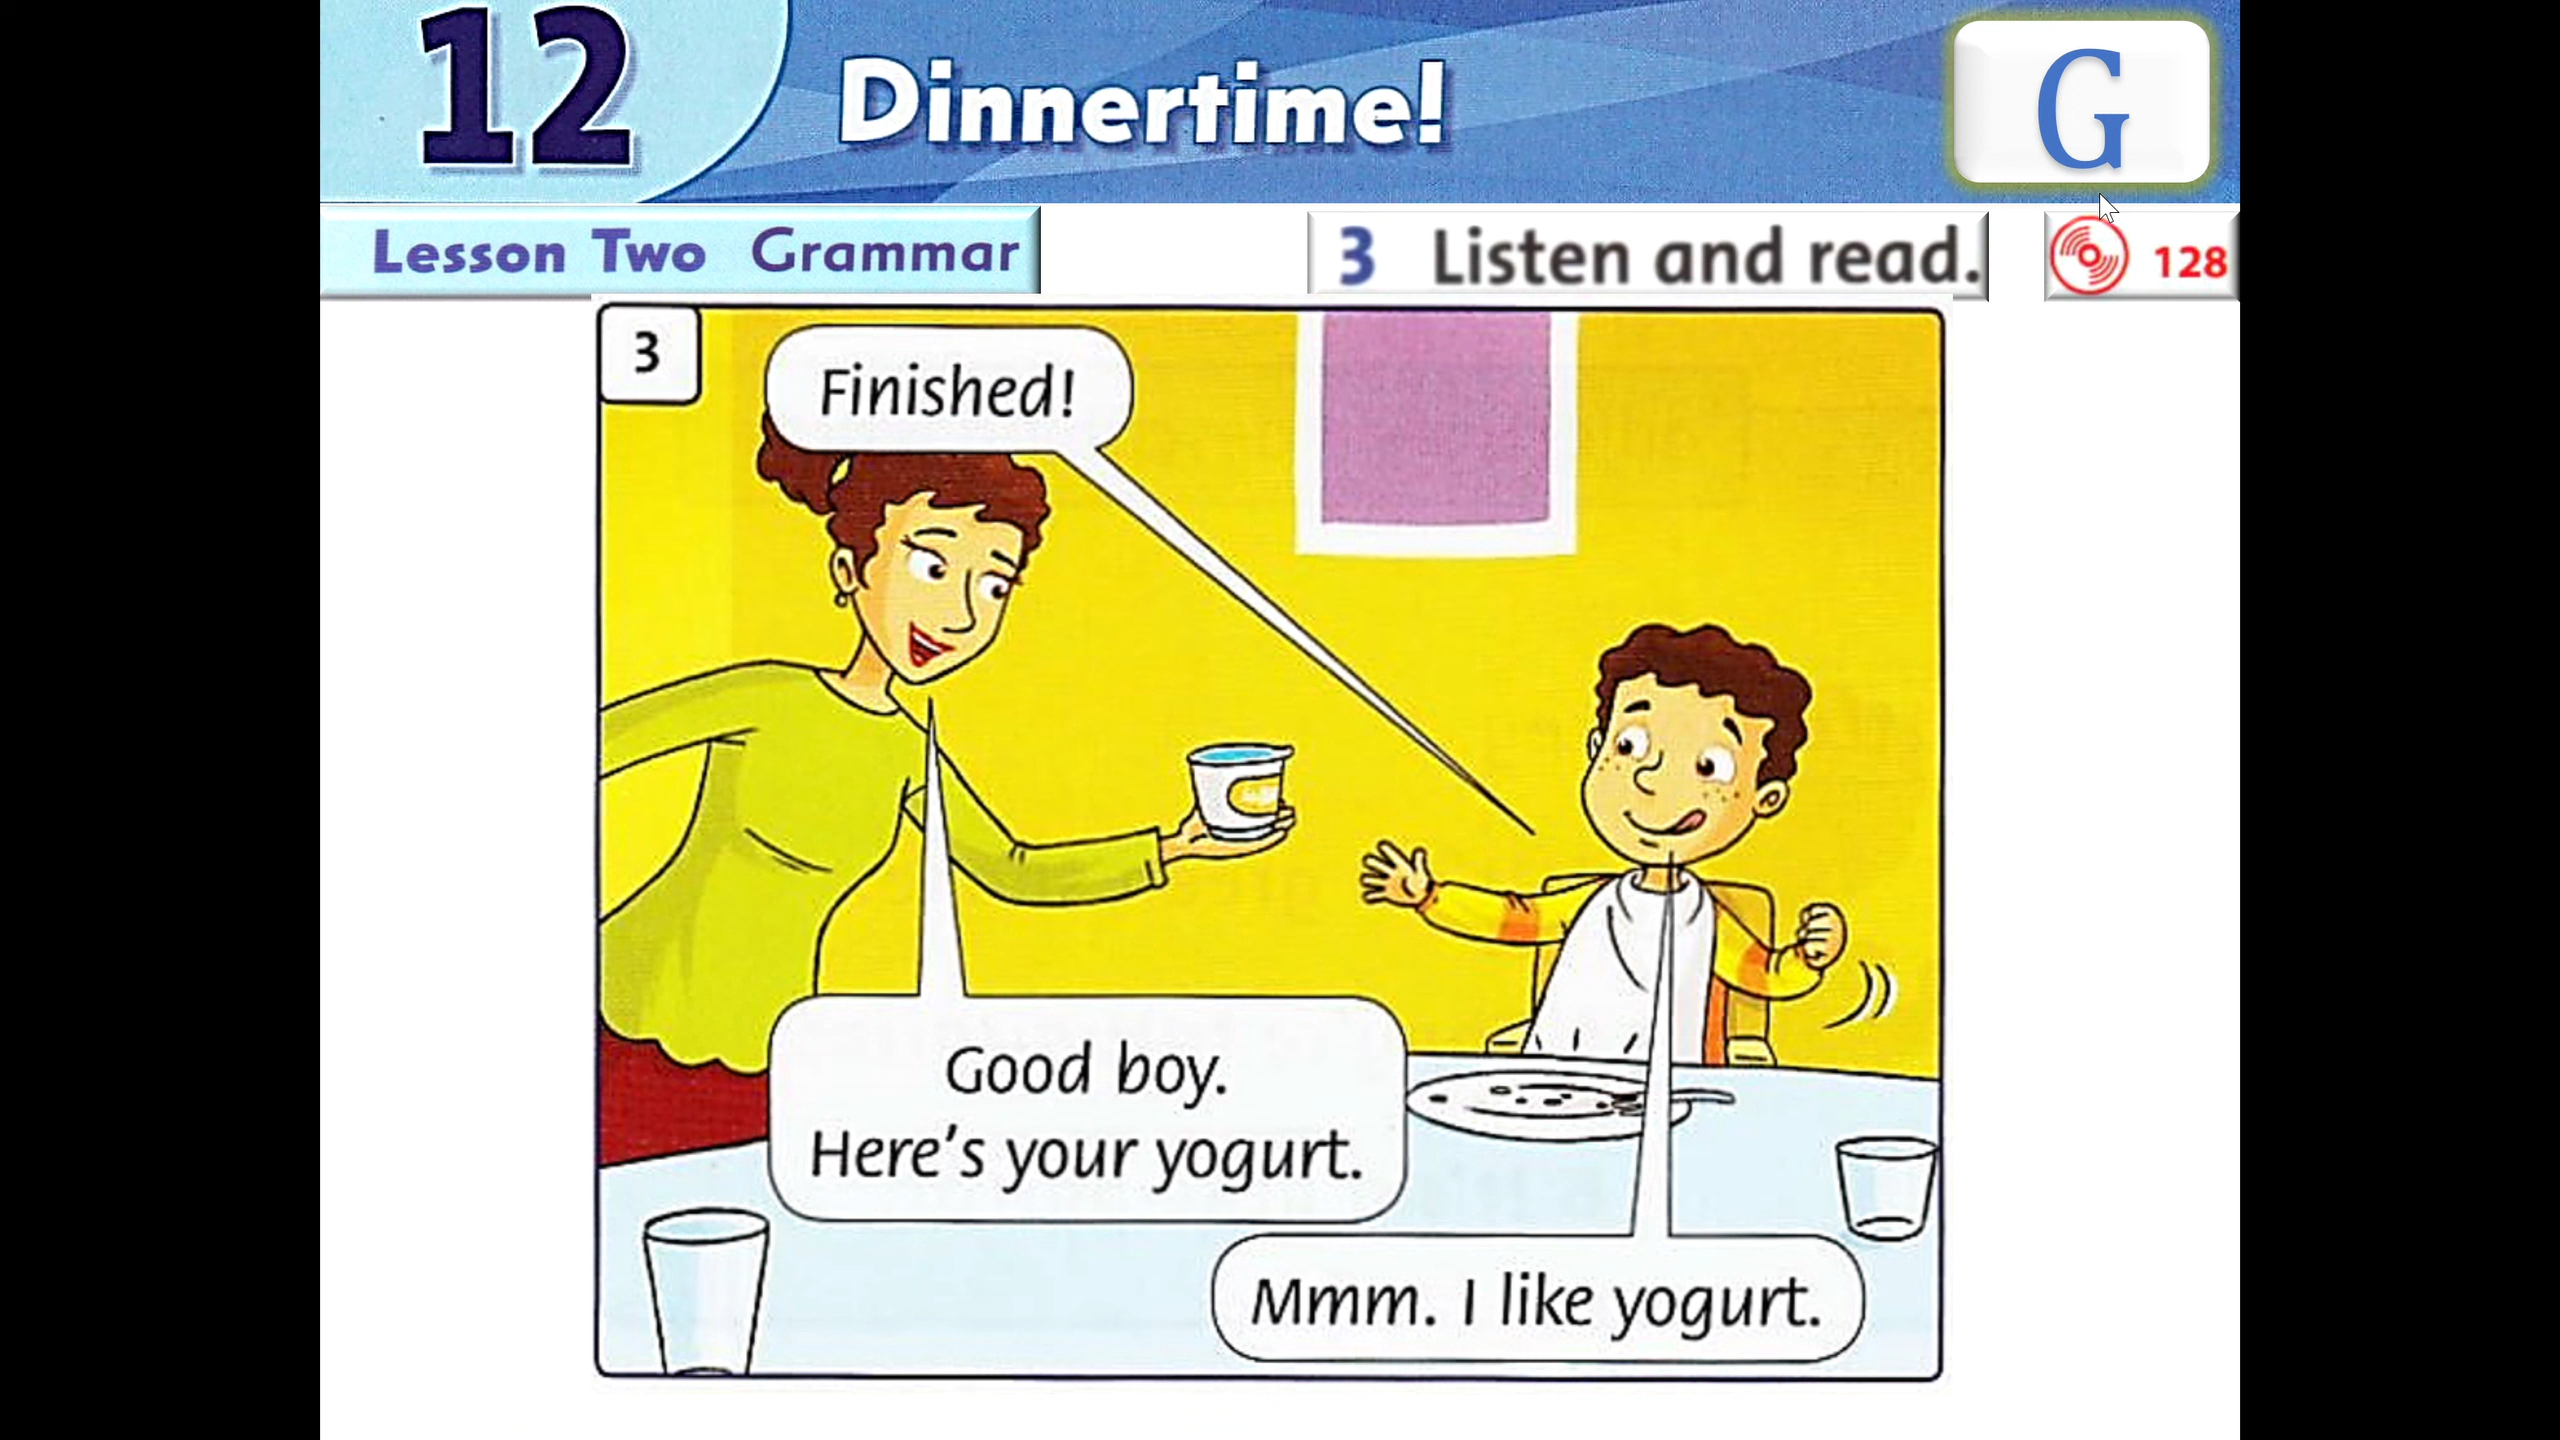 12
Dinnertime!
G
Lesson Two Grammar
3 Listen and read.
128
3
Finished!
Good boy.
Here's your yogurt.
Mmm. I like yogurt.